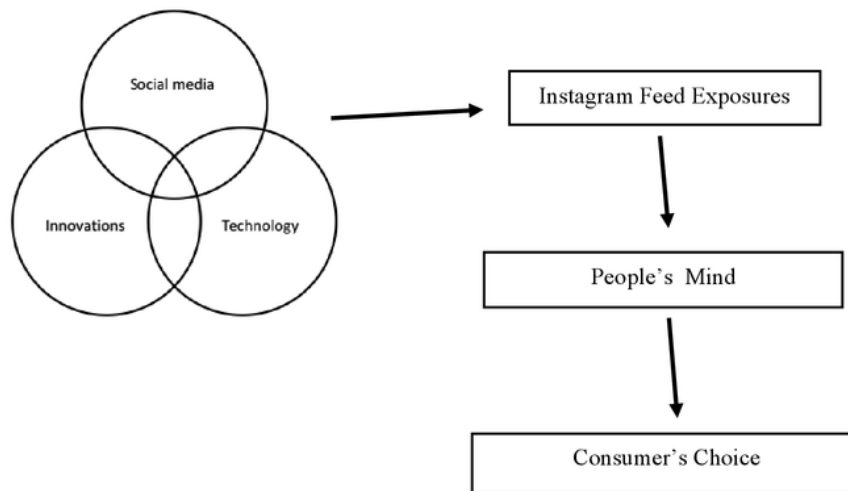 Social media
Innovations
Technology
Instagram Feed Exposures
People’s Mind
Consumer’s Choice